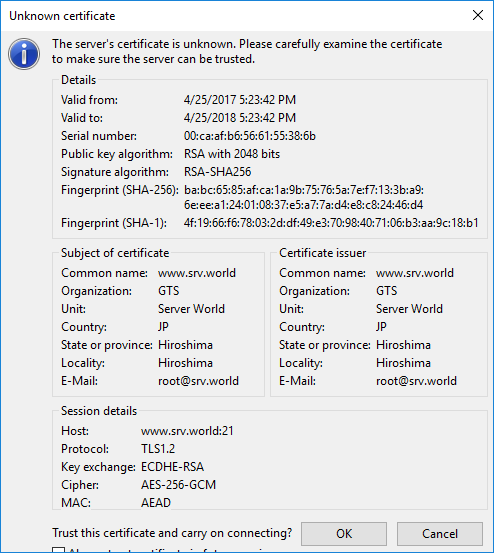 Unknown certificate
The server's certificate is unknown. Please carefully examine the certificate
to make sure the server can be trusted.
Details
Valid from: 4/25/2017 5:23:42 PM
Valid to: 4/25/2018 5:23:42 PM
Serial number: 00:ca:af:b6:56:61:55:38:6b
Public key algorithm: RSA with 2048 bits
Signature algorithm: RSA-SHA256
Fingerprint (SHA-256): ba:bc:65:85:af:ca:1a:9b:75:76:5a:7e:f7:13:3b:a9:
6e:ee:a1:24:01:08:37:e5:a7:7a:d4:e8:c8:24:46:d4
Fingerprint (SHA-1): 4f:19:66:f6:78:03:2d:df:49:e3:70:98:40:71:06:b3:aa:9c:18:b1
Subject of certificate
Common name: www.srv.world
Organization: GTS
Unit: Server World
Country: JP
State or province: Hiroshima
Locality: Hiroshima
E-Mail: root@srv.world
Certificate issuer
Common name: www.srv.world
Organization: GTS
Unit: Server World
Country: JP
State or province: Hiroshima
Locality: Hiroshima
E-Mail: root@srv.world
Session details
Host: www.srv.world:21
Protocol: TLS1.2
Key exchange: ECDHE-RSA
Cipher: AES-256-GCM
MAC: AEAD
Trust this certificate and carry on connecting? OK Cancel